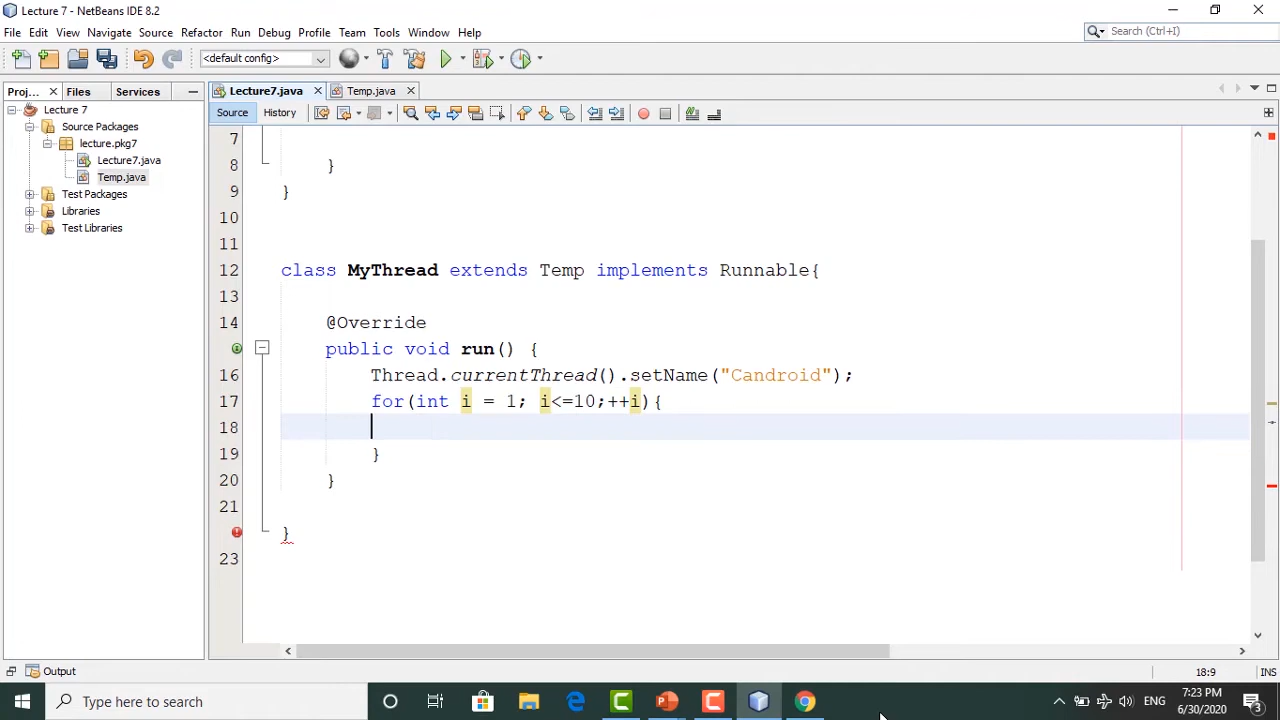 Lecture 7 - NetBeans IDE 8.2
File Edit View Navigate Source Refactor Run Debug Profile Team Tools Window Help
Search (Ctrl+I)
<default config>
Proj... Files Services
Lecture7.java Temp.java
Source History
Lecture 7
Source Packages
lecture.pkg7
Lecture7.java
Temp.java
Test Packages
Libraries
Test Libraries
7
8 }
9 }
10
11
12 class MyThread extends Temp implements Runnable{
13
14 @Override
public void run() {
16 Thread.currentThread().setName("Candroid");
17 for(int i = 1; i<=10;++i){
18
19 }
20 }
21
}
23
Output
18:9 INS
Type here to search
ENG
7:23 PM
6/30/2020
3